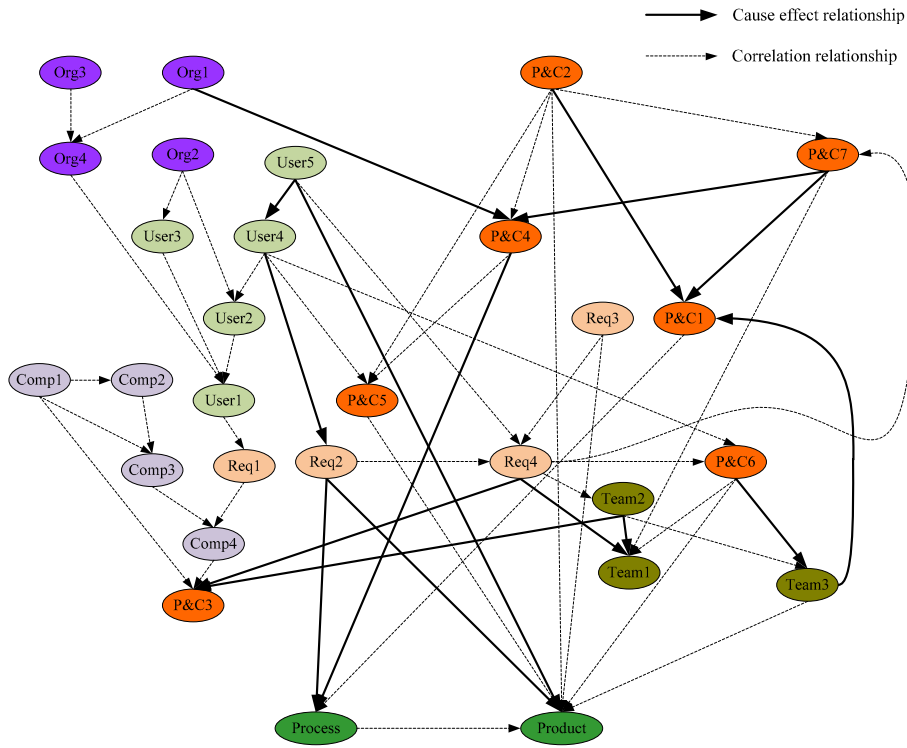 Cause effect relationship
Correlation relationship
Org3
Org1
P&C2
Org4
Org2
User5
P&C7
User3
User4
P&C4
User2
Req3
P&C1
Comp1
Comp2
User1
P&C5
Comp3
Req1
Req2
Req4
P&C6
Team2
Comp4
Team1
Team3
P&C3
Process
Product